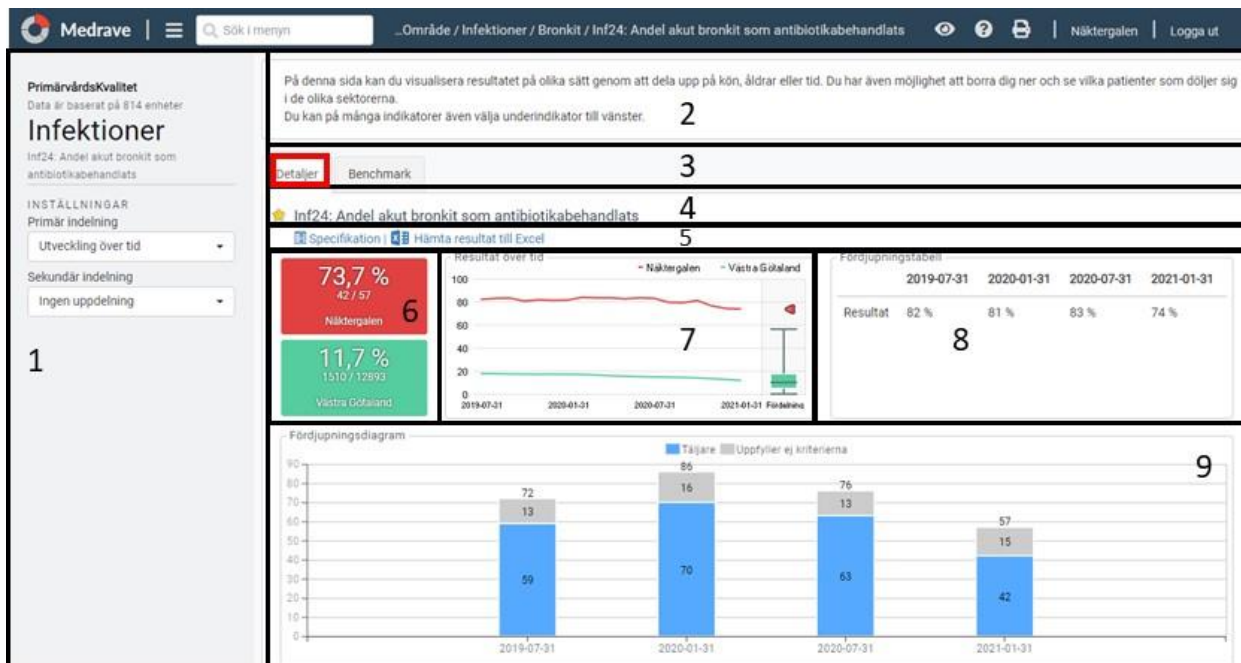 Medrave | Sök i menyn ...Område / Infektioner / Bronkit / Inf24: Andel akut bronkit som antibiotikabehandlats | Näktergalen | Logga ut
PrimärvårdsKvalitet
Data är baserat på 814 enheter
Infektioner
Inf24: Andel akut bronkit som
antibiotikabehandlats
INSTÄLLNINGAR
Primär indelning
Utveckling över tid
Sekundär indelning
Ingen uppdelning
1
På denna sida kan du visualisera resultatet på olika sätt genom att dela upp på kön, åldrar eller tid. Du har även möjlighet att borra dig ner och se vilka patienter som döljer sig
i de olika sektorerna.
Du kan på många indikatorer även välja underindikator till vänster.
2
Detaljer Benchmark 3
Inf24: Andel akut bronkit som antibiotikabehandlats 4
Specifikation | Hämta resultat till Excel 5
73,7 %
42 / 57
Näktergalen
6
11,7 %
1510 / 12893
Västra Götaland
Resultat över tid
Näktergalen Västra Götaland
100
80
60
40
20
0
2019-07-31 2020-01-31 2020-07-31 2021-01-31 Fördelning
7
Fördjupningstabell
2019-07-31 2020-01-31 2020-07-31 2021-01-31
Resultat 82 % 81 % 83 % 74 %
8
Fördjupningsdiagram
Täljare Uppfyller ej kriterierna
9
90
80
70
60
50
40
30
20
10
0
72 86 76 57
13 16 13 15
59 70 63 42
2019-07-31 2020-01-31 2020-07-31 2021-01-31